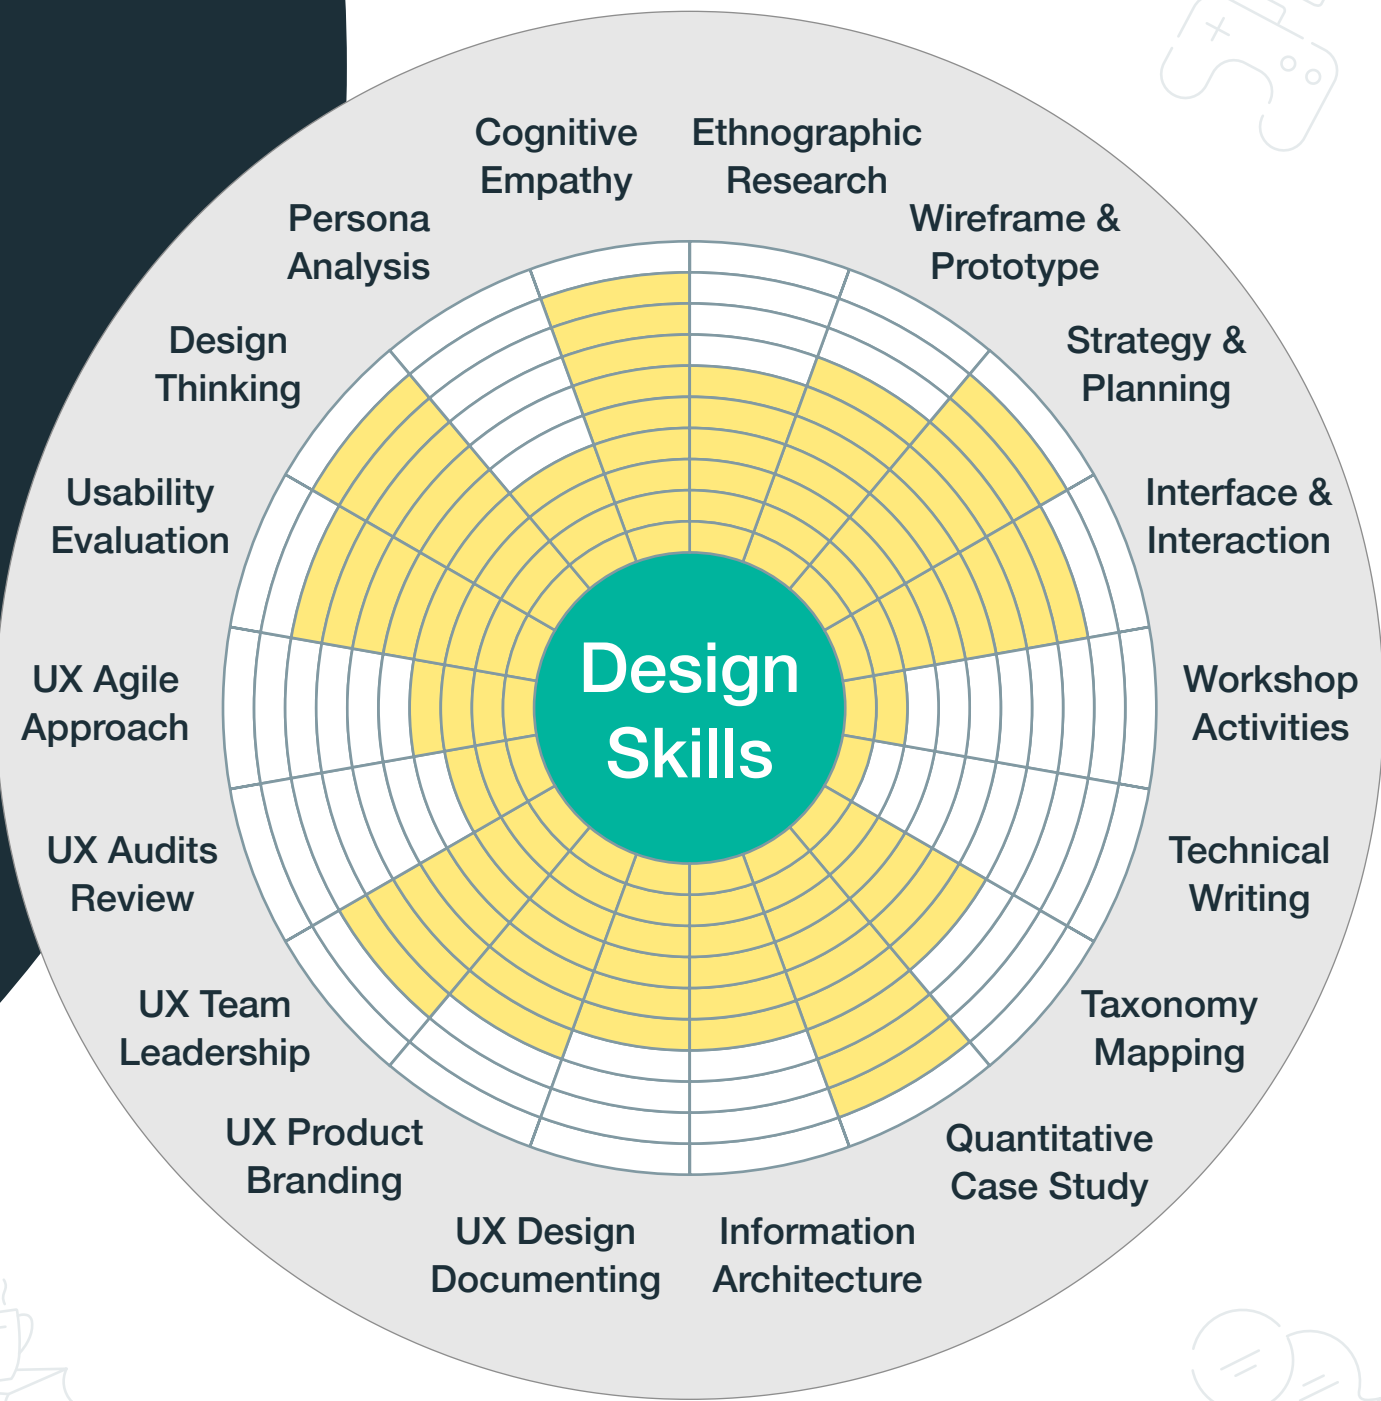 Cognitive
Empathy
Ethnographic
Research
Wireframe &
Prototype
Strategy &
Planning
Interface &
Interaction
Workshop
Activities
Technical
Writing
Taxonomy
Mapping
Quantitative
Case Study
Information
Architecture
UX Design
Documenting
UX Product
Branding
UX Team
Leadership
UX Audits
Review
UX Agile
Approach
Usability
Evaluation
Design
Thinking
Persona
Analysis
Design
Skills